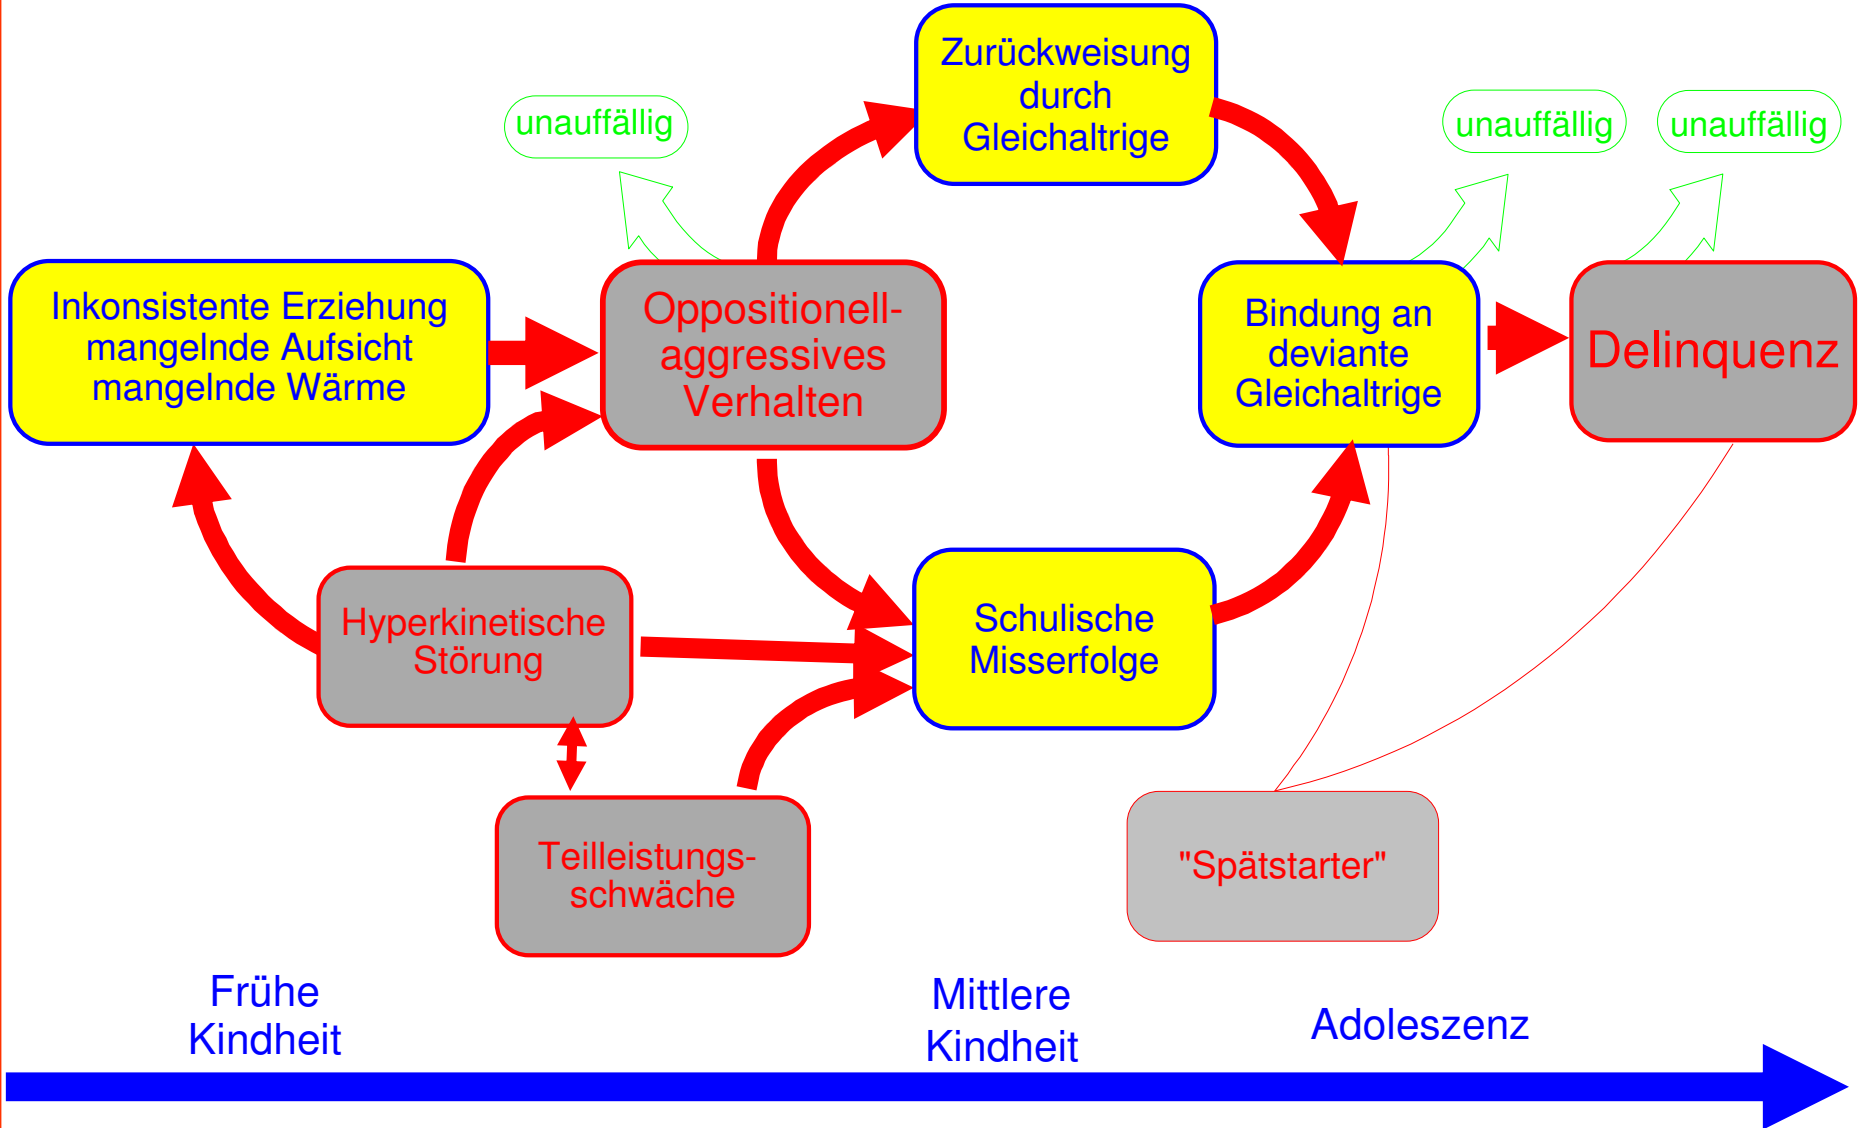 Zurückweisung
durch
Gleichaltrige
unauffällig
unauffällig
unauffällig
Inkonsistente Erziehung
mangelnde Aufsicht
mangelnde Wärme
Oppositionell-
aggressives
Verhalten
Bindung an
deviante
Gleichaltrige
Delinquenz
Hyperkinetische
Störung
Schulische
Misserfolge
Teilleistungs-
schwäche
"Spätstarter"
Frühe
Kindheit
Mittlere
Kindheit
Adoleszenz